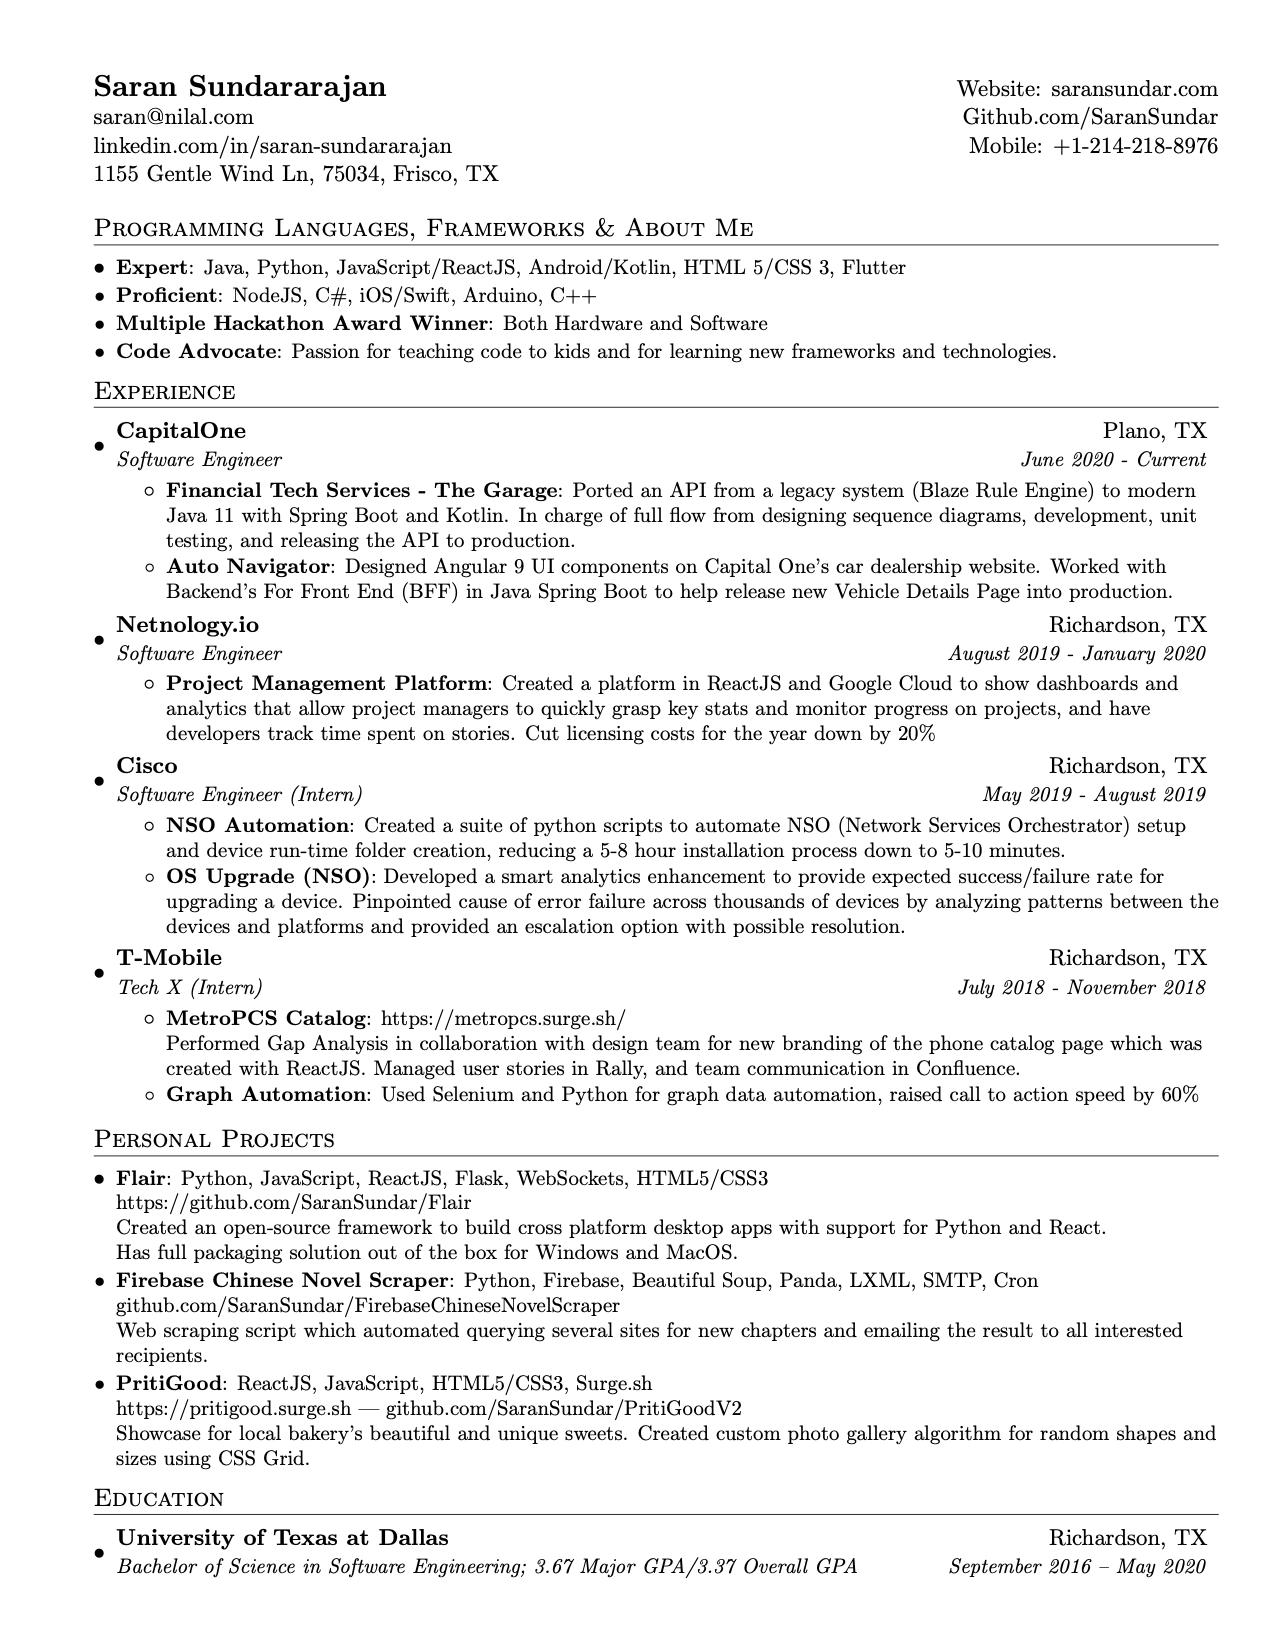 Saran Sundararajan
Website: saransundar.com
saran@nilal.com
Github.com/SaranSundar
linkedin.com/in/saran-sundararajan
Mobile: +1-214-218-8976
1155 Gentle Wind Ln, 75034, Frisco, TX
Programming Languages, Frameworks & About Me
• Expert: Java, Python, JavaScript/ReactJS, Android/Kotlin, HTML 5/CSS 3, Flutter
• Proficient: NodeJS, C#, iOS/Swift, Arduino, C++
• Multiple Hackathon Award Winner: Both Hardware and Software
• Code Advocate: Passion for teaching code to kids and for learning new frameworks and technologies.
Experience
• CapitalOne Plano, TX
Software Engineer June 2020 - Current
◦ Financial Tech Services - The Garage: Ported an API from a legacy system (Blaze Rule Engine) to modern
Java 11 with Spring Boot and Kotlin. In charge of full flow from designing sequence diagrams, development, unit
testing, and releasing the API to production.
◦ Auto Navigator: Designed Angular 9 UI components on Capital One's car dealership website. Worked with
Backend's For Front End (BFF) in Java Spring Boot to help release new Vehicle Details Page into production.
• Netnology.io Richardson, TX
Software Engineer August 2019 - January 2020
◦ Project Management Platform: Created a platform in ReactJS and Google Cloud to show dashboards and
analytics that allow project managers to quickly grasp key stats and monitor progress on projects, and have
developers track time spent on stories. Cut licensing costs for the year down by 20%
• Cisco Richardson, TX
Software Engineer (Intern) May 2019 - August 2019
◦ NSO Automation: Created a suite of python scripts to automate NSO (Network Services Orchestrator) setup
and device run-time folder creation, reducing a 5-8 hour installation process down to 5-10 minutes.
◦ OS Upgrade (NSO): Developed a smart analytics enhancement to provide expected success/failure rate for
upgrading a device. Pinpointed cause of error failure across thousands of devices by analyzing patterns between the
devices and platforms and provided an escalation option with possible resolution.
• T-Mobile Richardson, TX
Tech X (Intern) July 2018 - November 2018
◦ MetroPCS Catalog: https://metropcs.surge.sh/
Performed Gap Analysis in collaboration with design team for new branding of the phone catalog page which was
created with ReactJS. Managed user stories in Rally, and team communication in Confluence.
◦ Graph Automation: Used Selenium and Python for graph data automation, raised call to action speed by 60%
Personal Projects
• Flair: Python, JavaScript, ReactJS, Flask, WebSockets, HTML5/CSS3
https://github.com/SaranSundar/Flair
Created an open-source framework to build cross platform desktop apps with support for Python and React.
Has full packaging solution out of the box for Windows and MacOS.
• Firebase Chinese Novel Scraper: Python, Firebase, Beautiful Soup, Panda, LXML, SMTP, Cron
github.com/SaranSundar/FirebaseChineseNovelScraper
Web scraping script which automated querying several sites for new chapters and emailing the result to all interested
recipients.
• PritiGood: ReactJS, JavaScript, HTML5/CSS3, Surge.sh
https://pritigood.surge.sh — github.com/SaranSundar/PritiGoodV2
Showcase for local bakery's beautiful and unique sweets. Created custom photo gallery algorithm for random shapes and
sizes using CSS Grid.
Education
• University of Texas at Dallas Richardson, TX
Bachelor of Science in Software Engineering; 3.67 Major GPA/3.37 Overall GPA September 2016 – May 2020